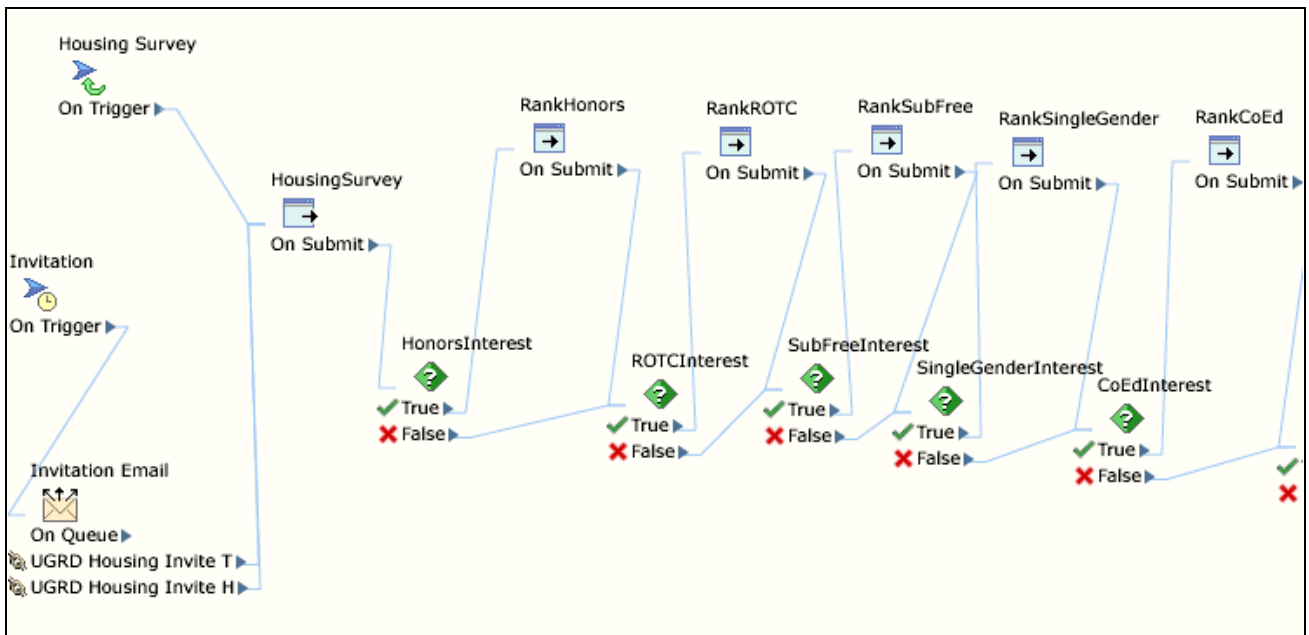 Housing Survey
On Trigger
Invitation
On Trigger
Invitation Email
On Queue
UGRD Housing Invite T
UGRD Housing Invite H
HousingSurvey
On Submit
HonorsInterest
True
False
RankHonors
On Submit
ROTCInterest
True
False
RankROTC
On Submit
SubFreeInterest
True
False
RankSubFree
On Submit
SingleGenderInterest
True
False
RankSingleGender
On Submit
CoEdInterest
True
False
RankCoEd
On Submit